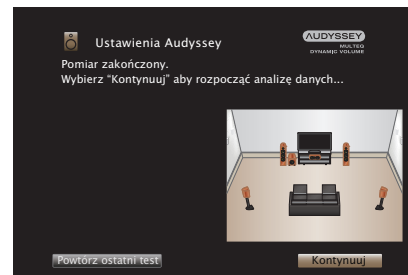 Ustawienia Audyssey
AUDYSSEY
MULTEQ
DYNAMIC VOLUME
Pomiar zakończony.
Wybierz “Kontynuuj” aby rozpocząć analizę danych...
Powtórz ostatni test
Kontynuuj